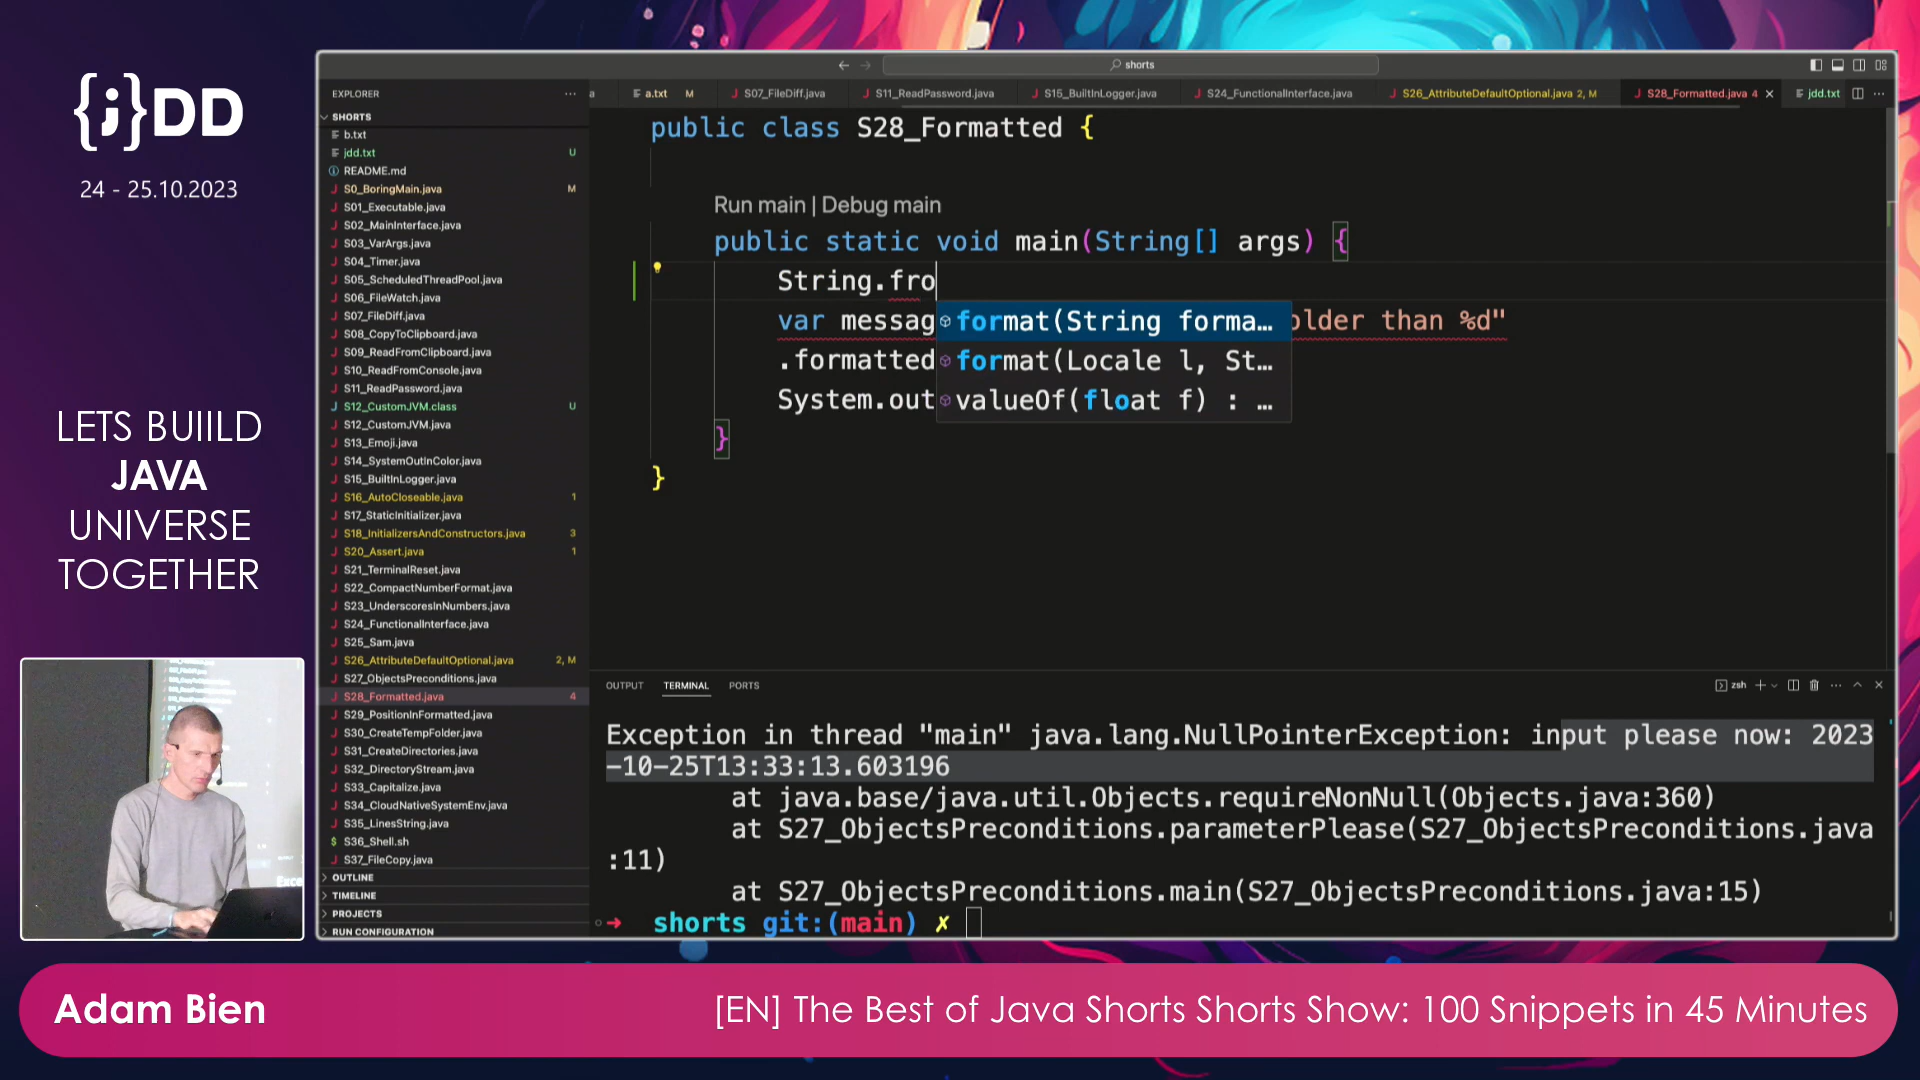 {j}DD
24 - 25.10.2023
LETS BUIILD
JAVA
UNIVERSE
TOGETHER
shorts
EXPLORER
a.txt M
S07_FileDiff.java
S11_ReadPassword.java
S15_BuiltInLogger.java
S24_FunctionalInterface.java
S26_AttributeDefaultOptional.java 2, M
S28_Formatted.java 4
jdd.txt
SHORTS
b.txt
jdd.txt U
README.md
S0_BoringMain.java M
S01_Executable.java
S02_MainInterface.java
S03_VarArgs.java
S04_Timer.java
S05_ScheduledThreadPool.java
S06_FileWatch.java
S07_FileDiff.java
S08_CopyToClipboard.java
S09_ReadFromClipboard.java
S10_ReadFromConsole.java
S11_ReadPassword.java
S12_CustomJVM.class U
S12_CustomJVM.java
S13_Emoji.java
S14_SystemOutInColor.java
S15_BuiltInLogger.java
S16_AutoCloseable.java 1
S17_StaticInitializer.java
S18_InitializersAndConstructors.java 3
S20_Assert.java 1
S21_TerminalReset.java
S22_CompactNumberFormat.java
S23_UnderscoresInNumbers.java
S24_FunctionalInterface.java
S25_Sam.java
S26_AttributeDefaultOptional.java 2, M
S27_ObjectsPreconditions.java
S28_Formatted.java 4
S29_PositionInFormatted.java
S30_CreateTempFolder.java
S31_CreateDirectories.java
S32_DirectoryStream.java
S33_Capitalize.java
S34_CloudNativeSystemEnv.java
S35_LinesString.java
S36_Shell.sh
S37_FileCopy.java
OUTLINE
TIMELINE
PROJECTS
RUN CONFIGURATION
public class S28_Formatted {
Run main | Debug main
public static void main(String[] args) {
String.fro
var messag
older than %d"
.formatted
System.out
format(String forma…
format(Locale l, St…
valueOf(float f) : …
}
}
OUTPUT TERMINAL PORTS
zsh
Exception in thread "main" java.lang.NullPointerException: input please now: 2023
-10-25T13:33:13.603196
at java.base/java.util.Objects.requireNonNull(Objects.java:360)
at S27_ObjectsPreconditions.parameterPlease(S27_ObjectsPreconditions.java
:11)
at S27_ObjectsPreconditions.main(S27_ObjectsPreconditions.java:15)
➜ shorts git:(main) ✗
Adam Bien
[EN] The Best of Java Shorts Shorts Show: 100 Snippets in 45 Minutes